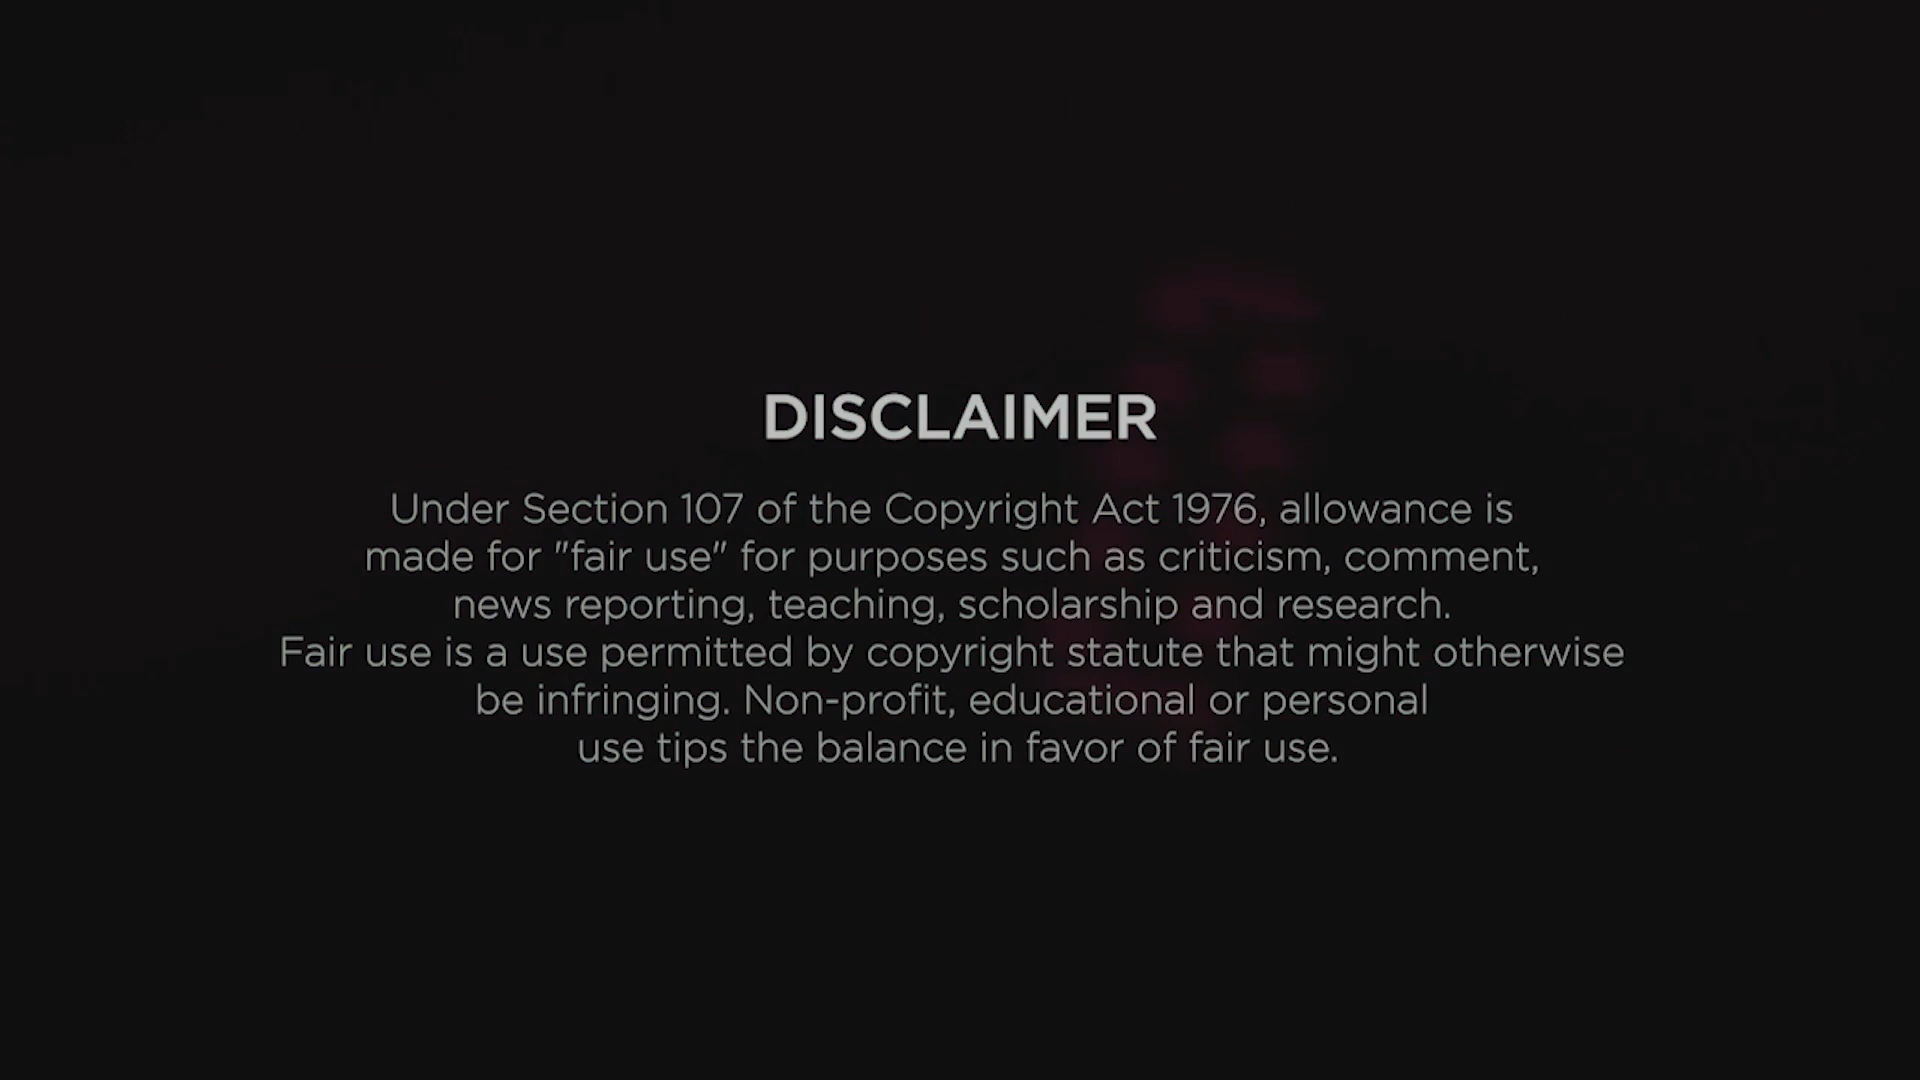 DISCLAIMER
Under Section 107 of the Copyright Act 1976, allowance is
made for "fair use" for purposes such as criticism, comment,
news reporting, teaching, scholarship and research.
Fair use is a use permitted by copyright statute that might otherwise
be infringing. Non-profit, educational or personal
use tips the balance in favor of fair use.